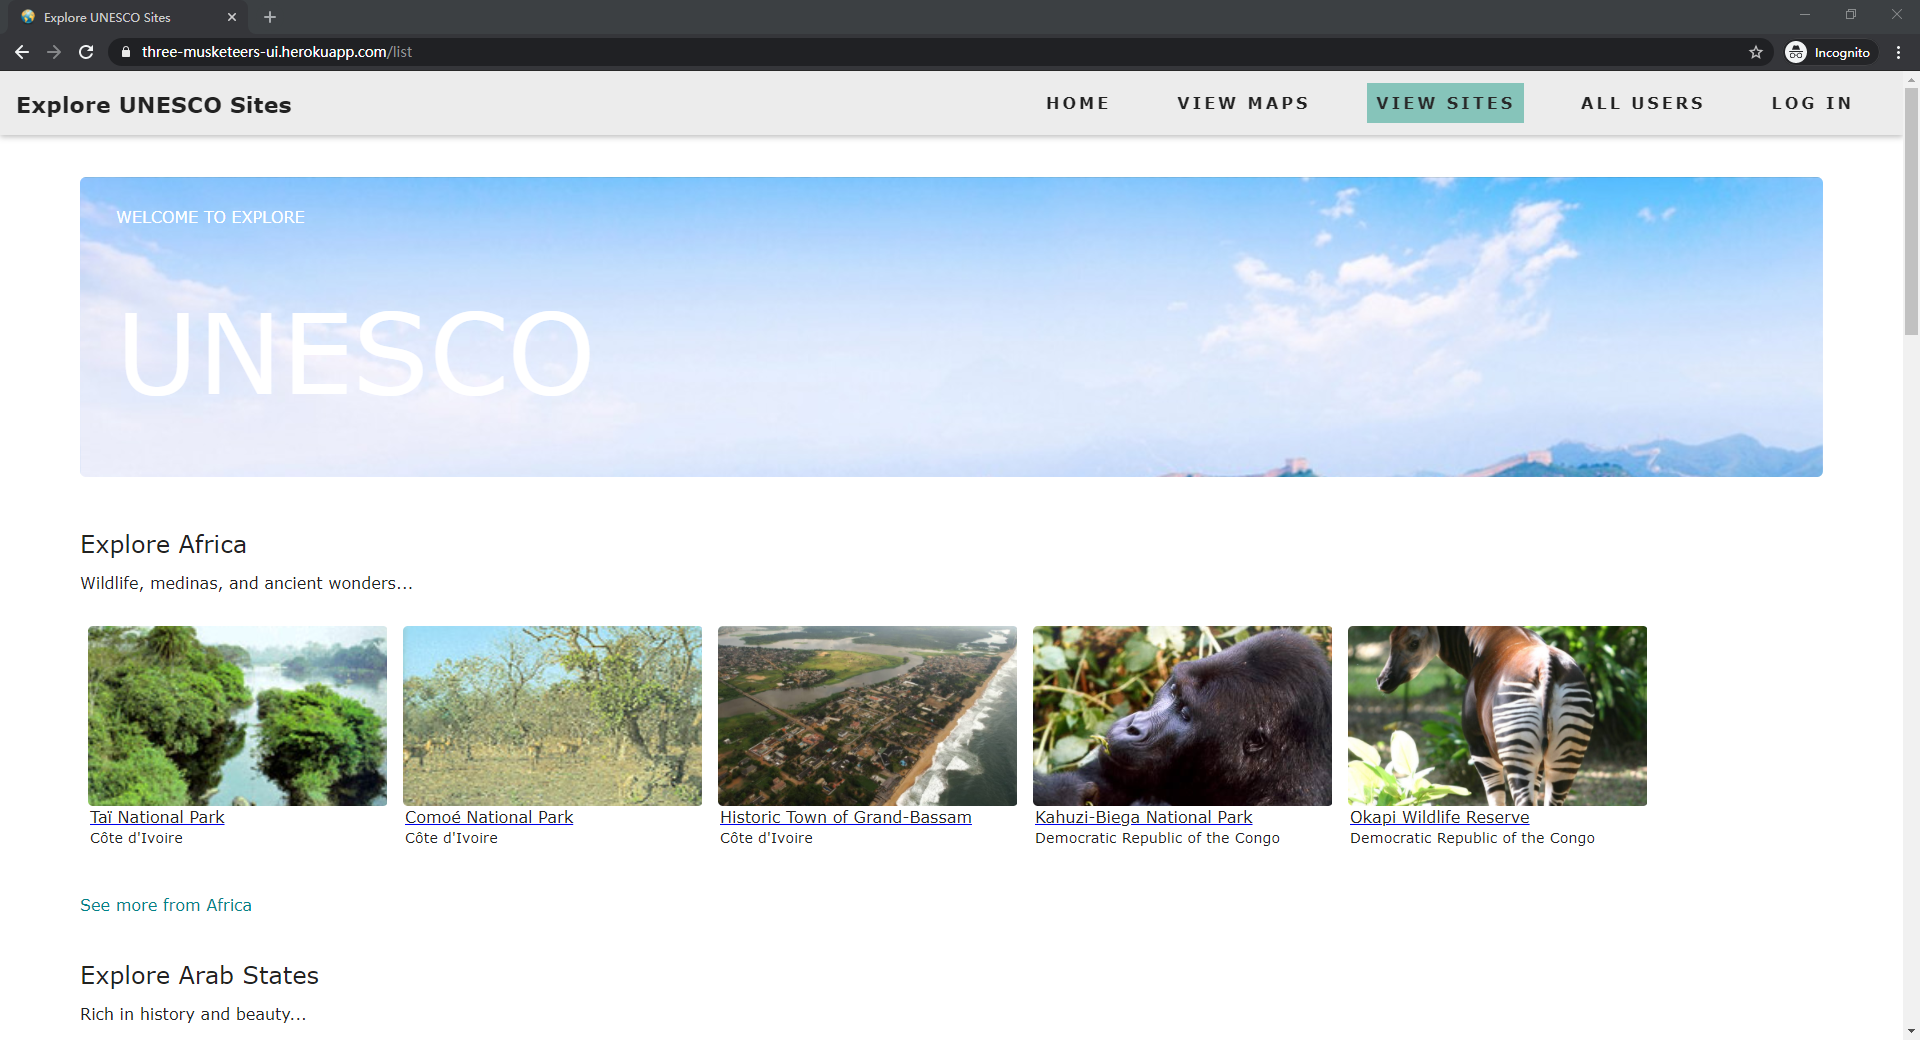 Explore UNESCO Sites
three-musketeers-ui.herokuapp.com/list
Incognito
Explore UNESCO Sites
HOME
VIEW MAPS
VIEW SITES
ALL USERS
LOG IN
WELCOME TO EXPLORE
UNESCO
Explore Africa
Wildlife, medinas, and ancient wonders...
Taï National Park
Côte d'Ivoire
Comoé National Park
Côte d'Ivoire
Historic Town of Grand-Bassam
Côte d'Ivoire
Kahuzi-Biega National Park
Democratic Republic of the Congo
Okapi Wildlife Reserve
Democratic Republic of the Congo
See more from Africa
Explore Arab States
Rich in history and beauty...